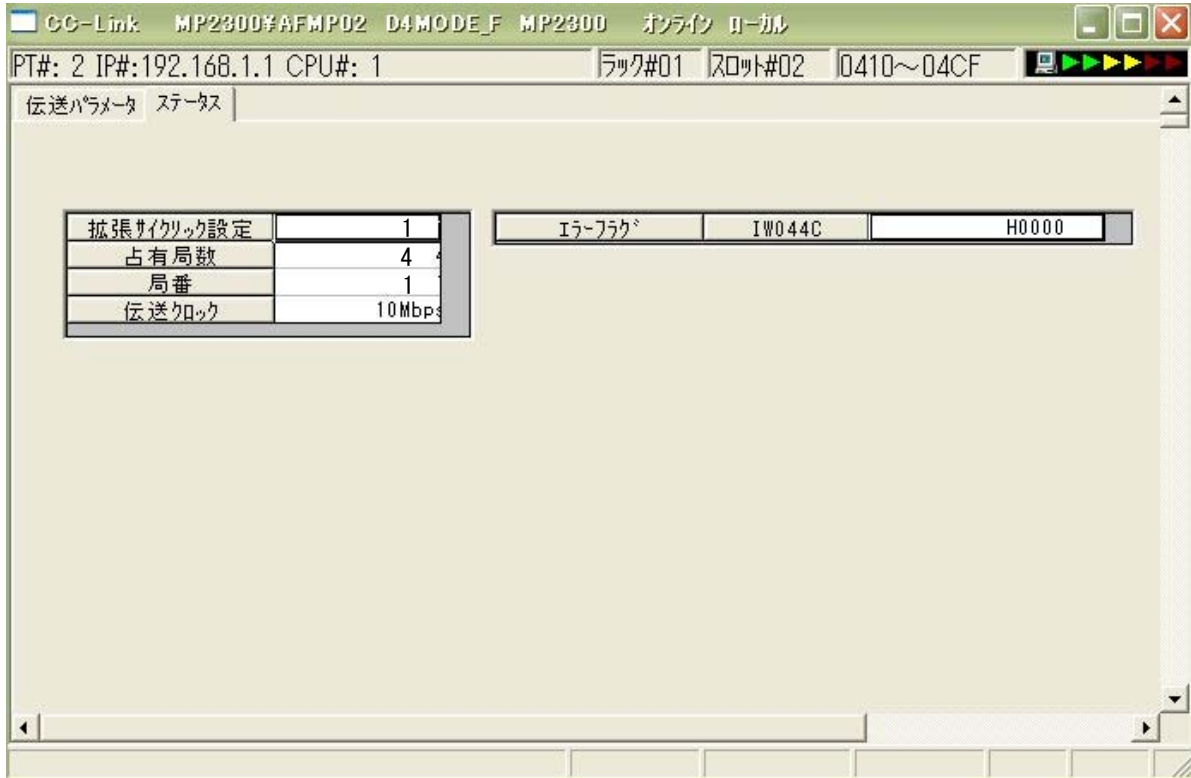 CC-Link MP2300¥AFMP02 D4MODE_F MP2300 オンライン ローカル
PT#: 2 IP#:192.168.1.1 CPU#: 1 ラック#01 スロット#02 0410～04CF
伝送パラメータ ステータス
拡張サイクリック設定 1
占有局数 4
局番 1
伝送クロック 10Mbps
エラーフラグ IW044C H0000